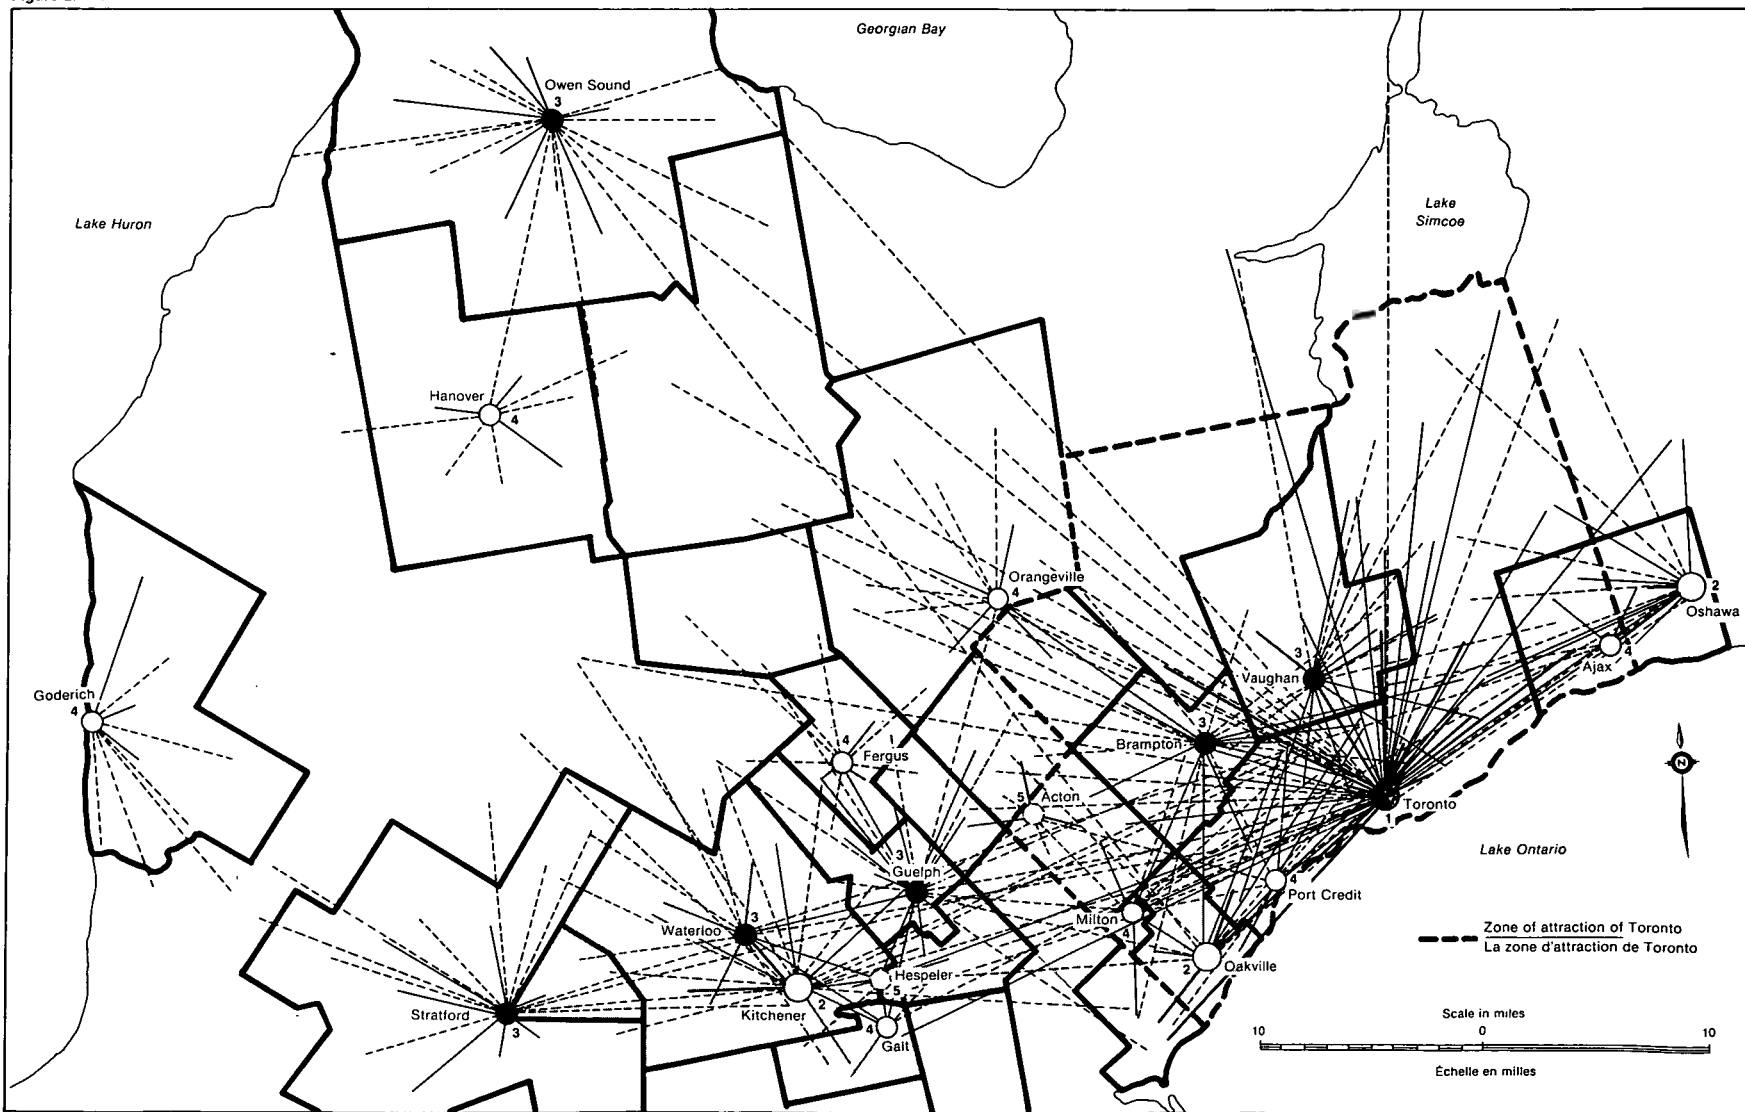 Figure
Georgian Bay
Owen Sound
3
Lake Huron
Lake
Simcoe
Hanover
4
Orangeville
4
2
Oshawa
Ajax
4
Goderich
4
Vaughan
3
3
Brampton
4
Fergus
5
Acton
Toronto
Lake Ontario
3
Guelph
4
Port Credit
Milton
4
Waterloo
3
Zone of attraction of Toronto
La zone d'attraction de Toronto
N
2
Oakville
Hespeler
5
Kitchener
2
Stratford
3
4
Galt
Scale in miles
10 0 10
Échelle en milles